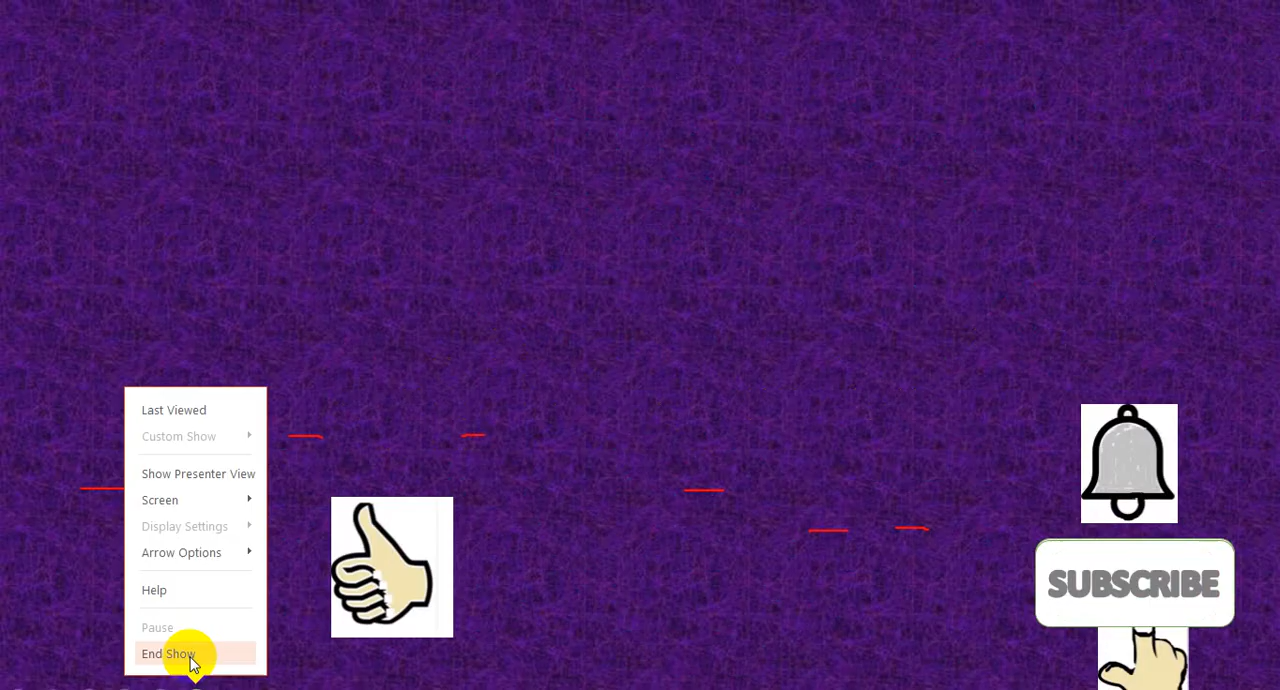 Last Viewed
Custom Show
Show Presenter View
Screen
Display Settings
Arrow Options
Help
Pause
End Show
SUBSCRIBE